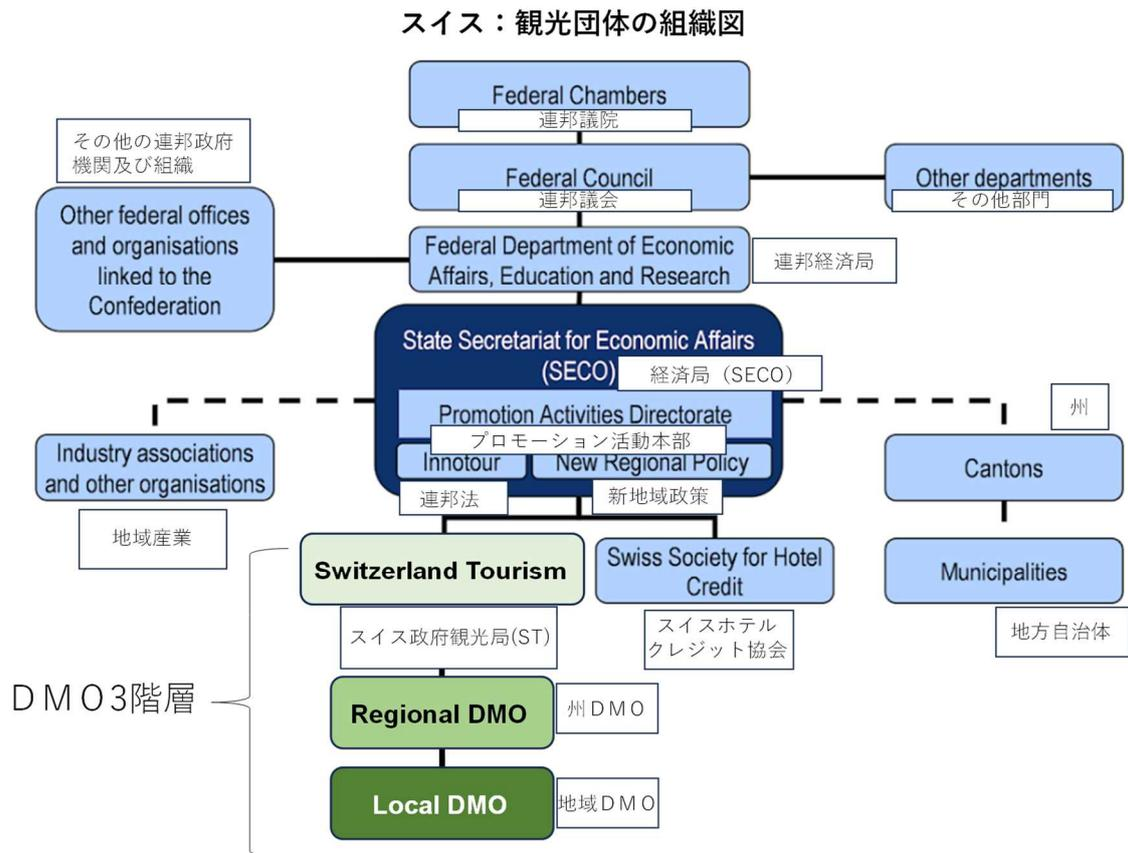 スイス：観光団体の組織図
Federal Chambers
連邦議院
その他の連邦政府
機関及び組織
Federal Council
連邦議会
Other departments
その他部門
Other federal offices
and organisations
linked to the
Confederation
Federal Department of Economic
Affairs, Education and Research
連邦経済局
State Secretariat for Economic Affairs
(SECO)
経済局（SECO）
Promotion Activities Directorate
プロモーション活動本部
Innotour
New Regional Policy
連邦法
新地域政策
Industry associations
and other organisations
地域産業
州
Cantons
Municipalities
地方自治体
Switzerland Tourism
スイス政府観光局(ST)
Swiss Society for Hotel
Credit
スイスホテル
クレジット協会
ＤＭＯ3階層
Regional DMO
州ＤＭＯ
Local DMO
地域ＤＭＯ